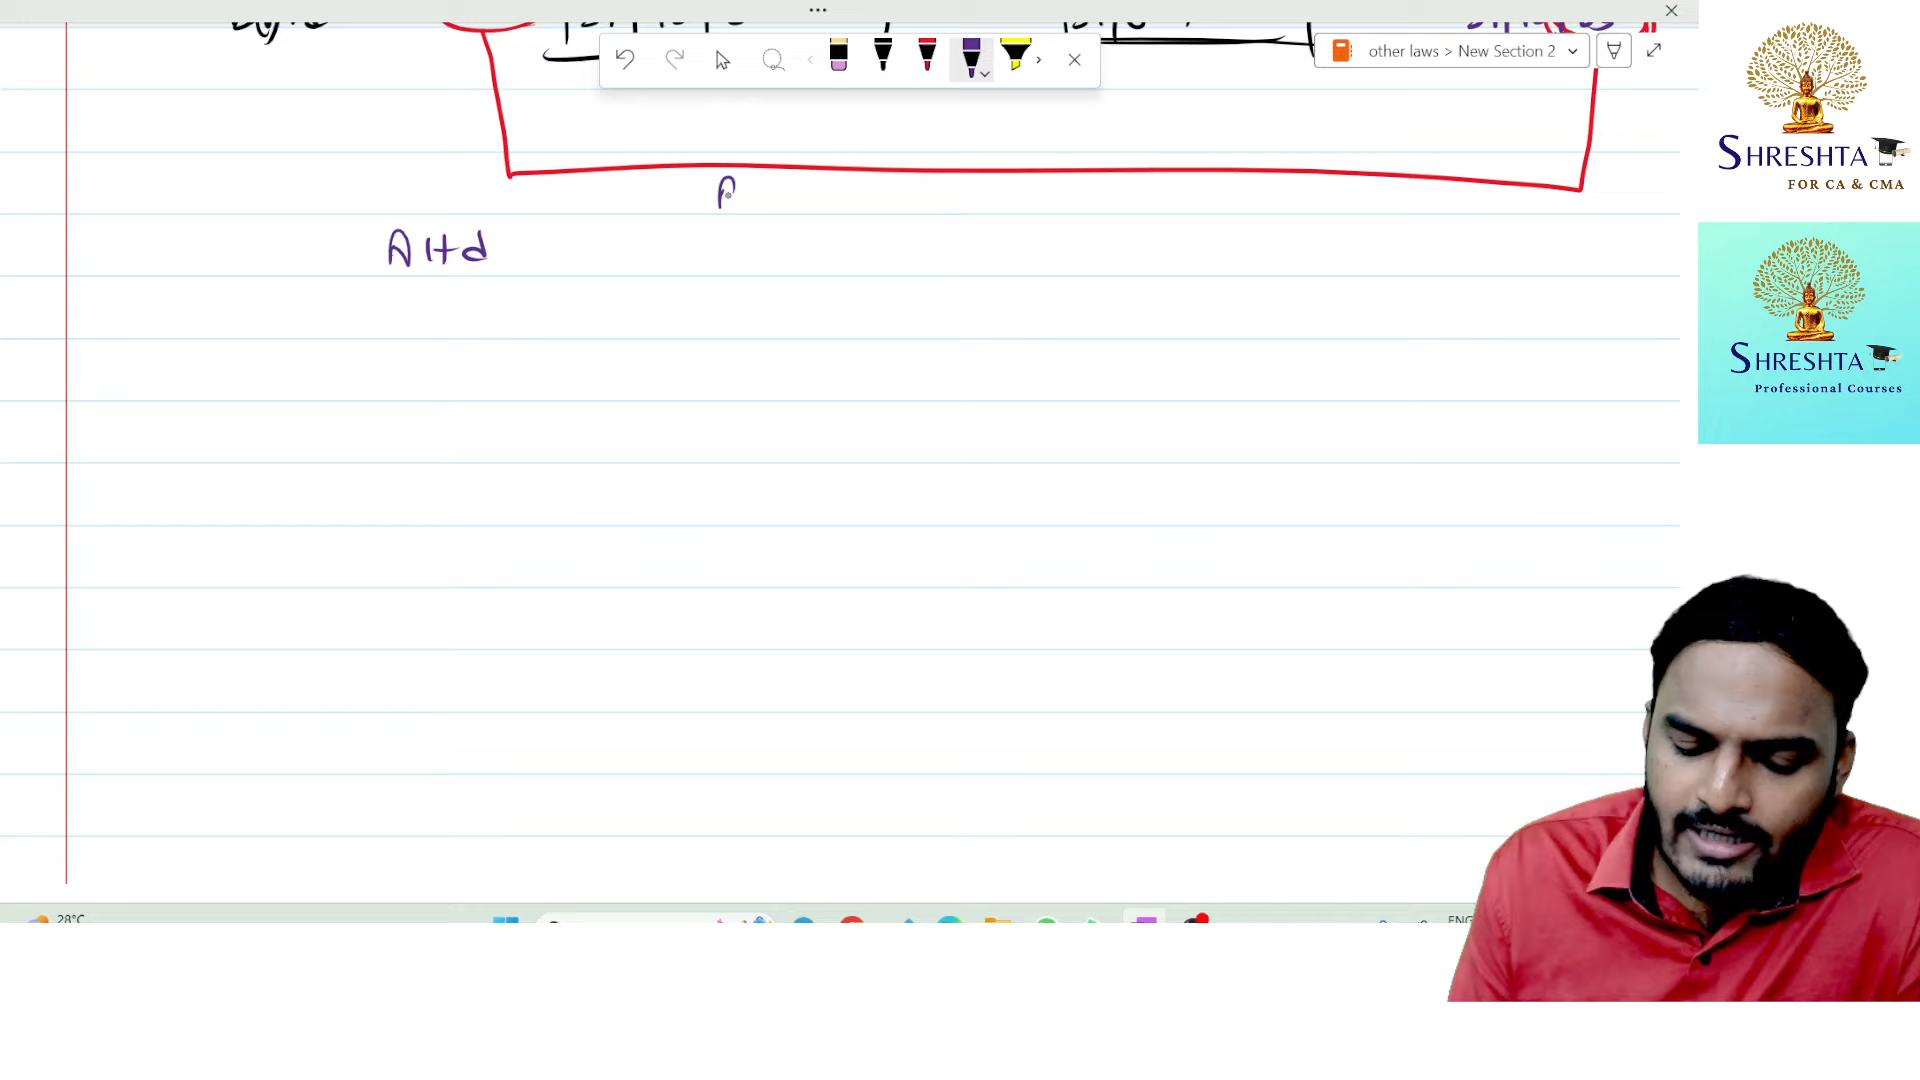 other laws > New Section 2
SHRESHTA
FOR CA & CMA
A ltd
SHRESHTA
Professional Courses
28°C
ENG